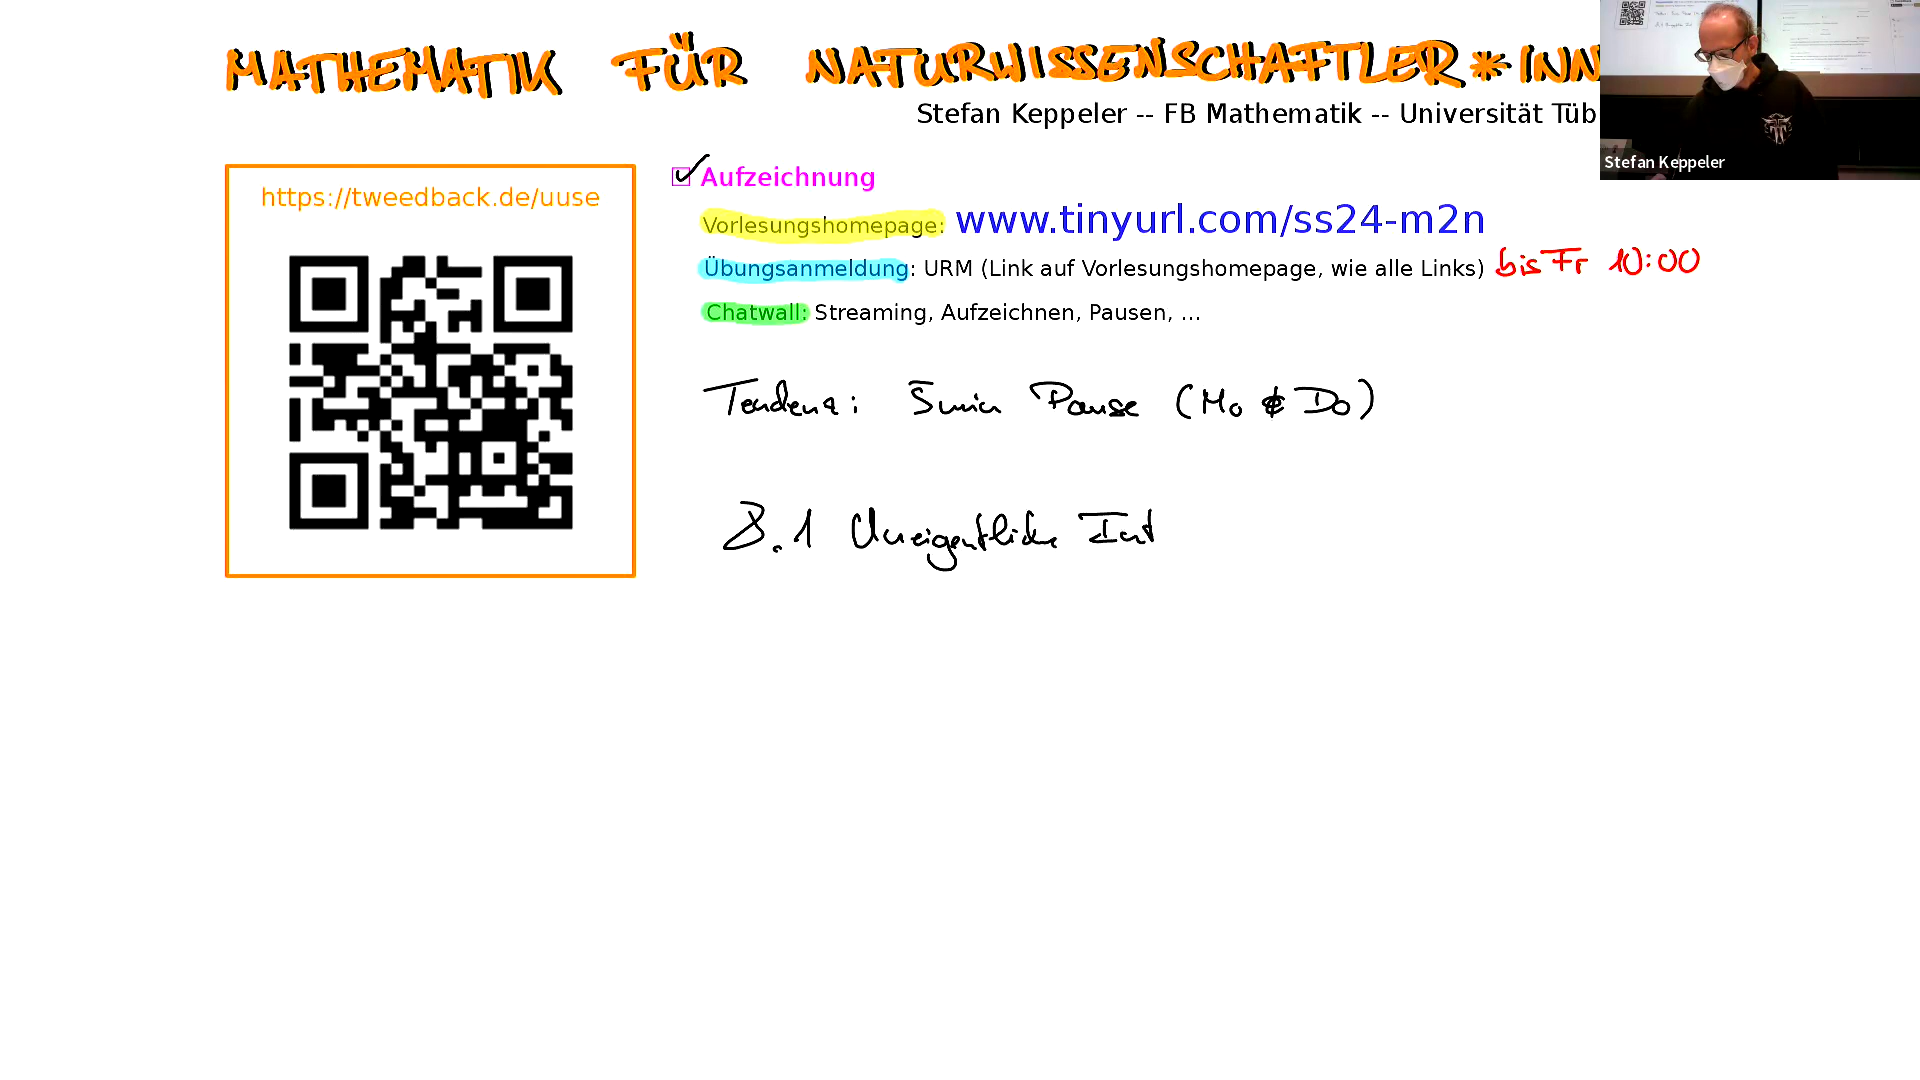 MATHEMATIK FÜR NATURWISSENSCHAFTLER*INN
Stefan Keppeler -- FB Mathematik -- Universität Tüb
Stefan Keppeler
https://tweedback.de/uuse
Aufzeichnung
Vorlesungshomepage: www.tinyurl.com/ss24-m2n
Übungsanmeldung: URM (Link auf Vorlesungshomepage, wie alle Links) bis Fr 10:00
Chatwall: Streaming, Aufzeichnen, Pausen, ...
Tendenz: 5min Pause (Mo & Do)
8.1 Uneigentliche Int